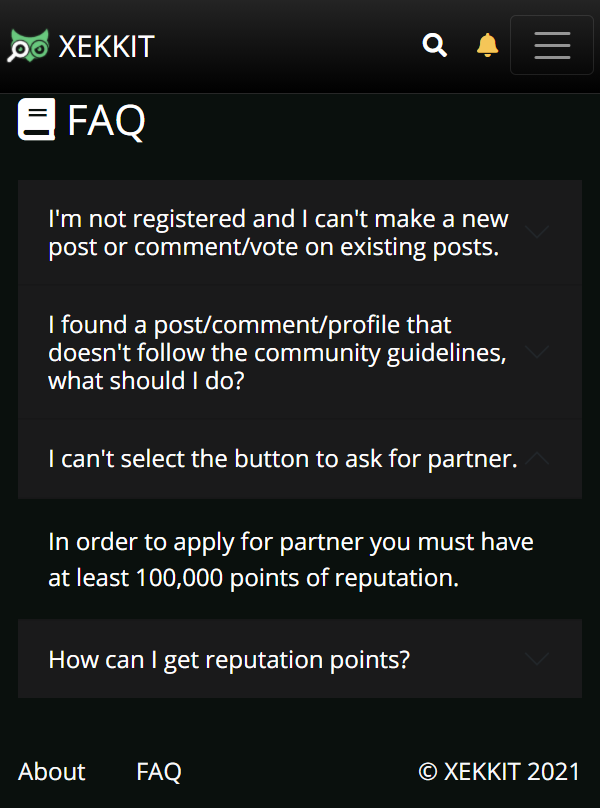 XEKKIT
FAQ
I'm not registered and I can't make a new
post or comment/vote on existing posts.
I found a post/comment/profile that
doesn't follow the community guidelines,
what should I do?
I can't select the button to ask for partner.
In order to apply for partner you must have
at least 100,000 points of reputation.
How can I get reputation points?
About FAQ © XEKKIT 2021